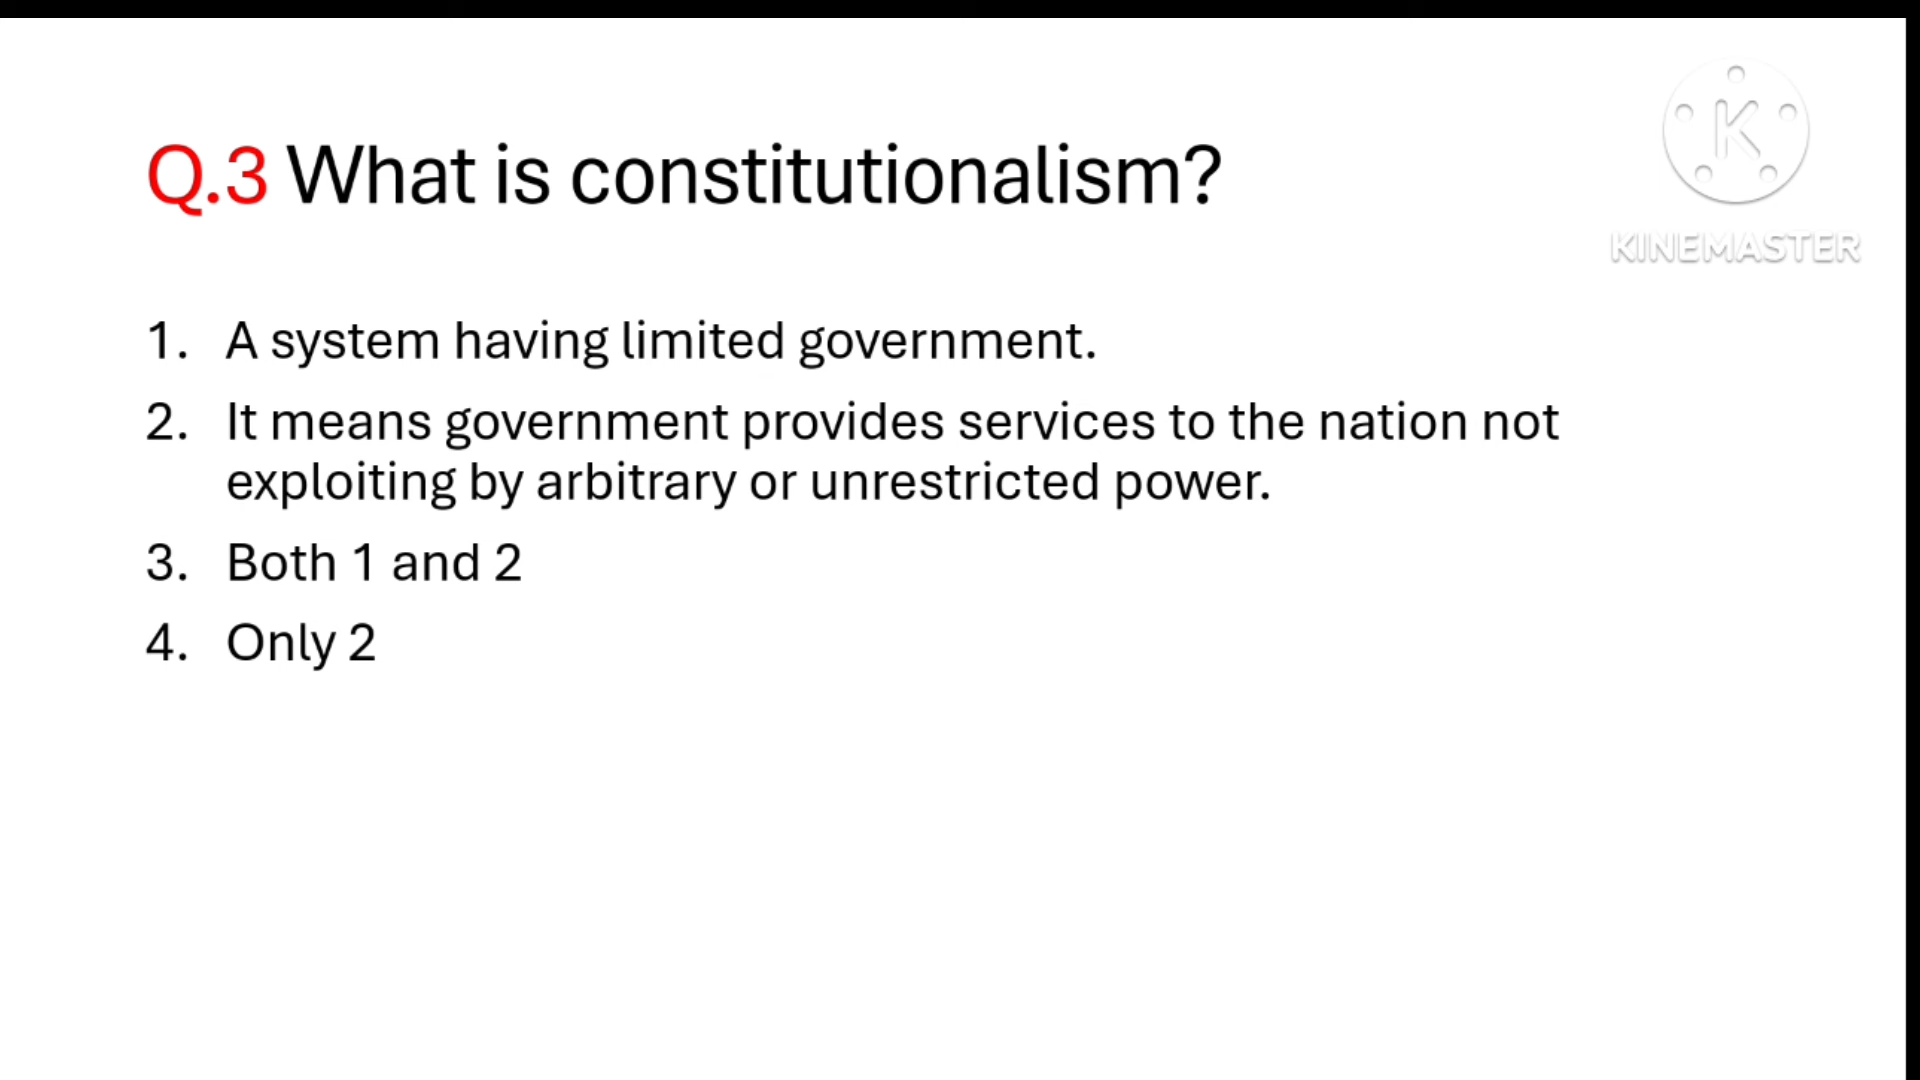 Q.3 What is constitutionalism?
K
KINEMASTER
1. A system having limited government.
2. It means government provides services to the nation not
exploiting by arbitrary or unrestricted power.
3. Both 1 and 2
4. Only 2